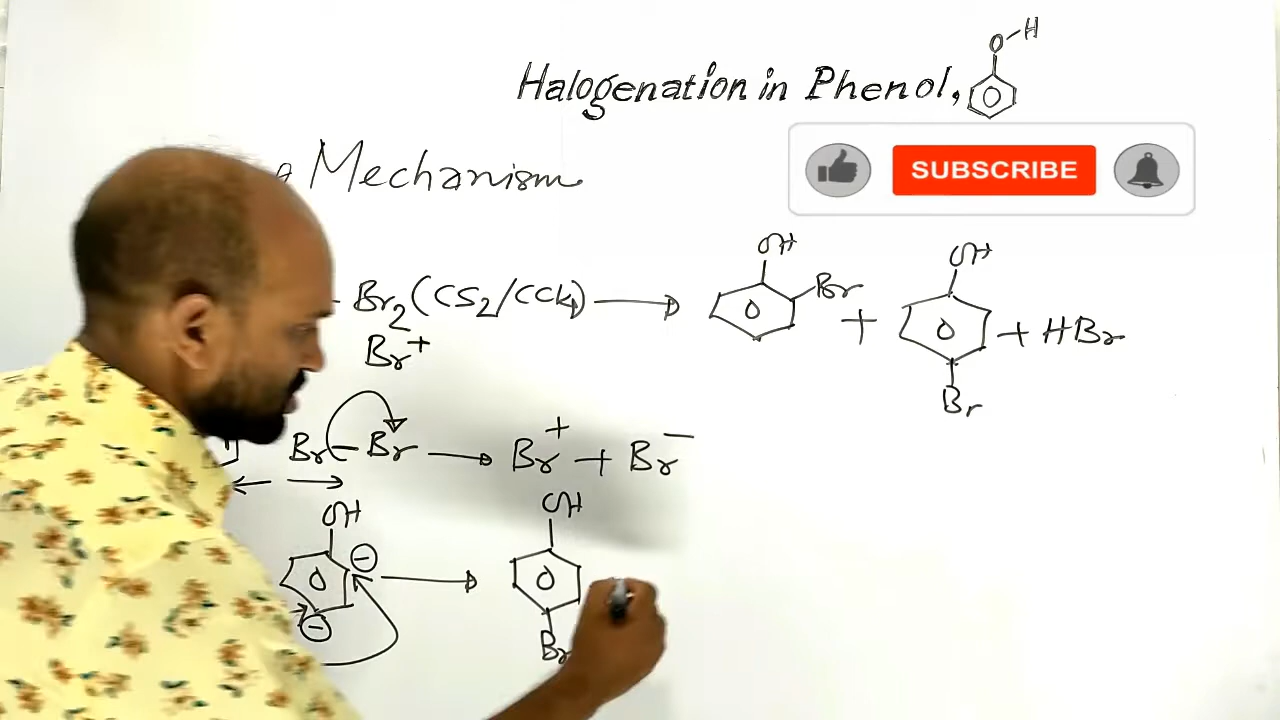 Halogenation in Phenol, O-H
Mechanism
SUBSCRIBE
Br2 (CS2/CCl4) ⟶ OH Br + OH Br + HBr
Br+
Br - Br ⟶ Br+ + Br-
OH - - ⟶ OH Br